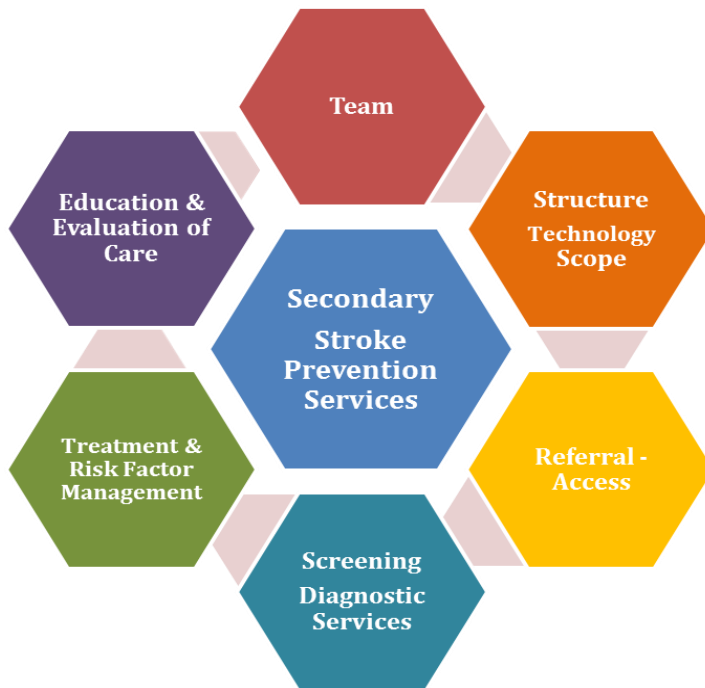 Team
Structure
Technology
Scope
Referral -
Access
Screening
Diagnostic
Services
Treatment &
Risk Factor
Management
Education &
Evaluation of
Care
Secondary
Stroke
Prevention
Services